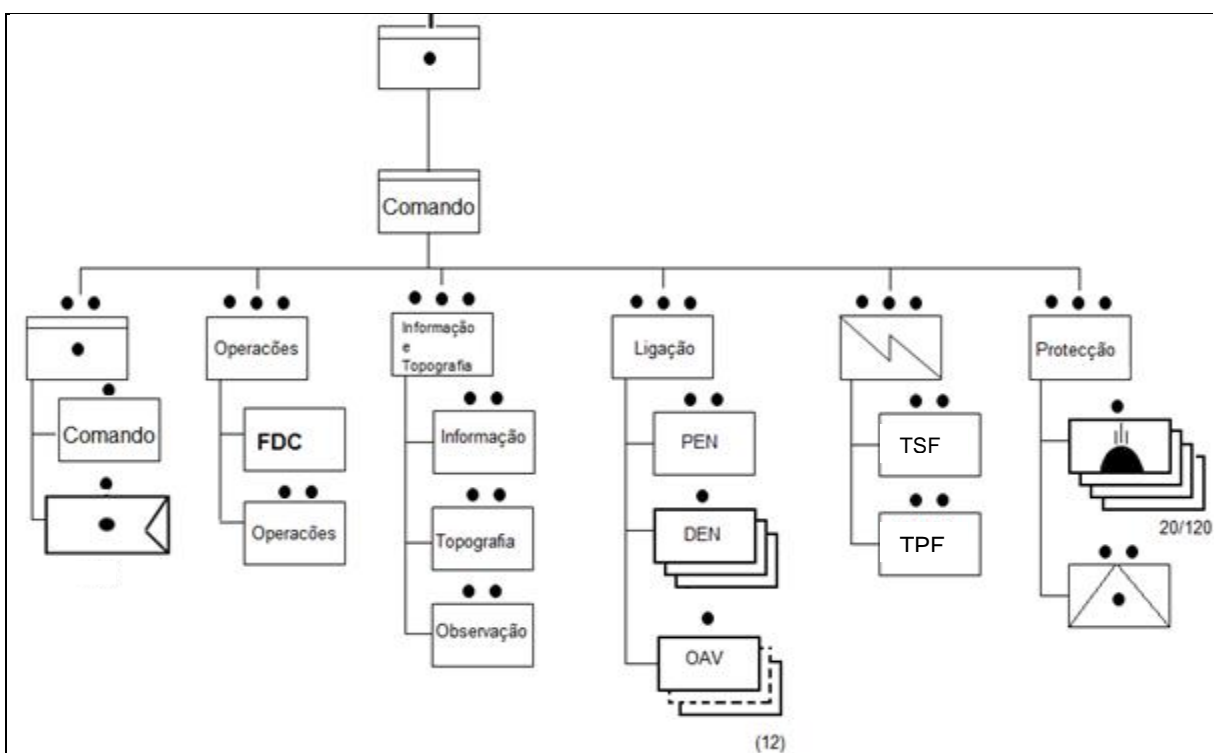 Comando
Operacões
Informação
e
Topografia
Ligação
Protecção
Comando
FDC
Operacões
Informação
Topografia
Observação
PEN
DEN
OAV
(12)
TSF
TPF
20/120